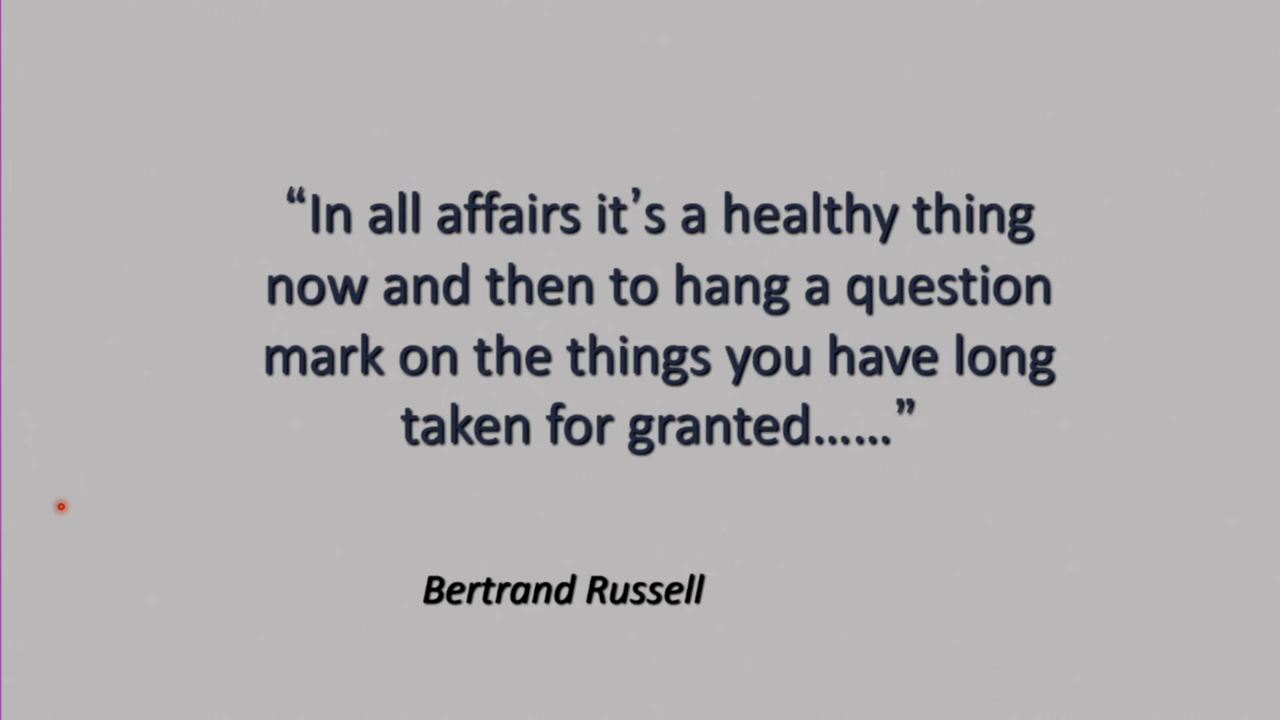 “In all affairs it’s a healthy thing
now and then to hang a question
mark on the things you have long
taken for granted……”
Bertrand Russell